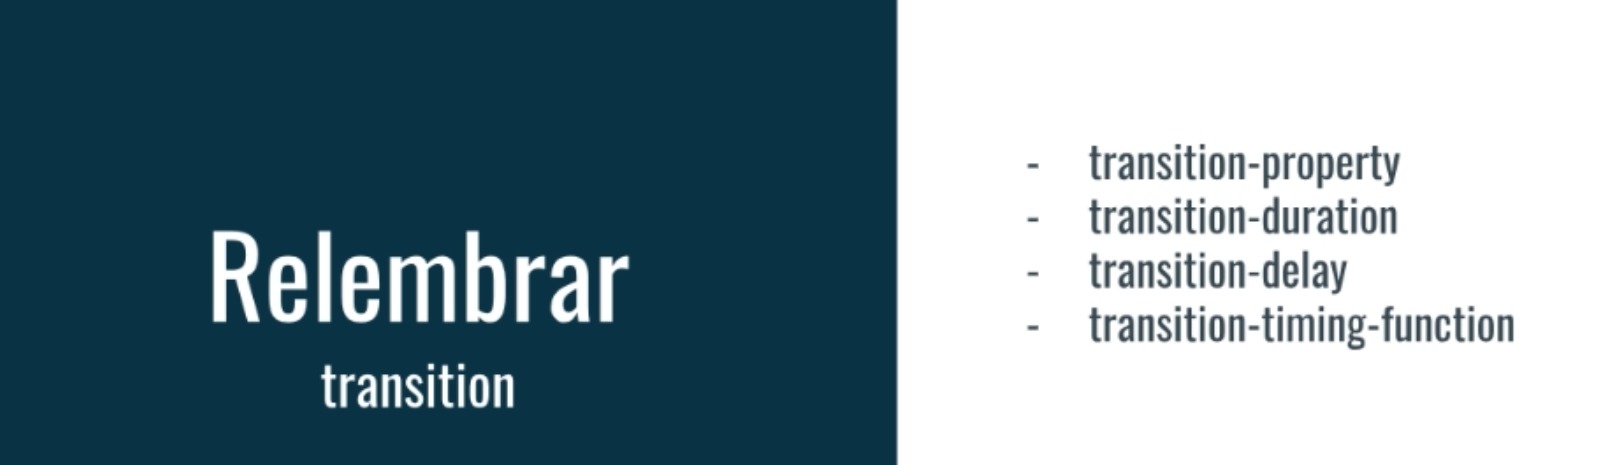 Relembrar
transition
- transition-property
- transition-duration
- transition-delay
- transition-timing-function